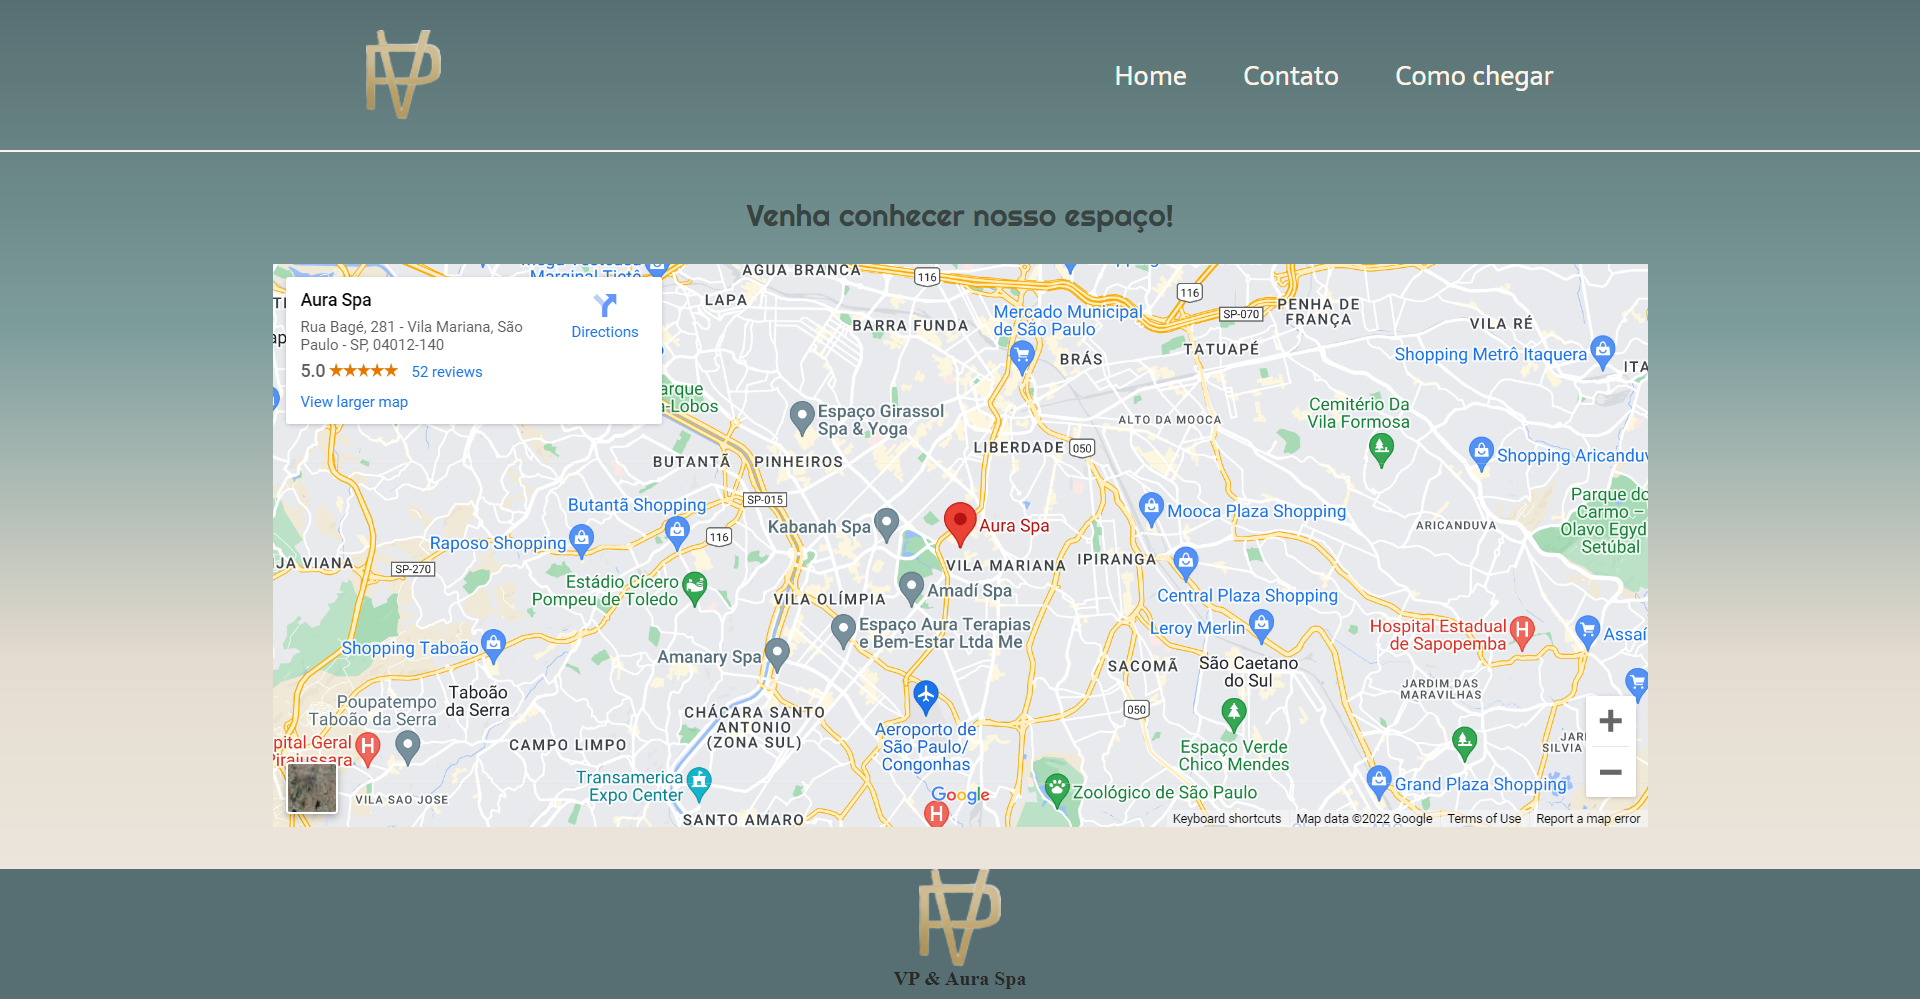 Home
Contato
Como chegar
Venha conhecer nosso espaço!
Aura Spa
Rua Bagé, 281 - Vila Mariana, São
Paulo - SP, 04012-140
Directions
5.0
52 reviews
View larger map
Marginal Tietê
ÁGUA BRANCA
116
LAPA
BARRA FUNDA
Mercado Municipal
de São Paulo
116
SP-070
PENHA DE
FRANÇA
VILA RÉ
BRÁS
TATUAPÉ
Shopping Metrô Itaquera
ITA
arque
-Lobos
Espaço Girassol
Spa & Yoga
ALTO DA MOOCA
Cemitério Da
Vila Formosa
LIBERDADE
050
BUTANTÃ
PINHEIROS
Shopping Aricanduv
SP-015
Butantã Shopping
116
Raposo Shopping
Kabanah Spa
Aura Spa
Mooca Plaza Shopping
ARICANDUVA
Parque do
Carmo –
Olavo Egyd
Setúbal
JA VIANA
SP-270
VILA MARIANA
IPIRANGA
Estádio Cícero
Pompeu de Toledo
VILA OLÍMPIA
Amadí Spa
Central Plaza Shopping
Espaço Aura Terapias
e Bem-Estar Ltda Me
Leroy Merlin
Hospital Estadual
de Sapopemba
Assaí
Shopping Taboão
Amanary Spa
SACOMÃ
São Caetano
do Sul
JARDIM DAS
MARAVILHAS
Poupatempo
Taboão da Serra
Taboão
da Serra
CHÁCARA SANTO
ANTONIO
(ZONA SUL)
Aeroporto de
São Paulo/
Congonhas
050
Espaço Verde
Chico Mendes
JARI
SILVIA
pital Geral
Pirajussara
CAMPO LIMPO
Transamerica
Expo Center
VILA SAO JOSE
Google
Zoológico de São Paulo
Grand Plaza Shopping
SANTO AMARO
Keyboard shortcuts
Map data ©2022 Google
Terms of Use
Report a map error
VP & Aura Spa